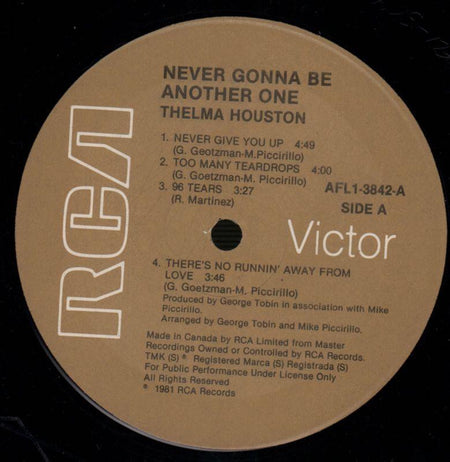 NEVER GONNA BE
ANOTHER ONE
THELMA HOUSTON
1. NEVER GIVE YOU UP 4:49
(G. Geotzman-M.Piccirillo)
2. TOO MANY TEARDROPS 4:00
(G. Goetzman-M. Piccirillo)
3. 96 TEARS 3:27
(R. Martinez)
AFL1-3842-A
SIDE A
RCA
Victor
4. THERE'S NO RUNNIN' AWAY FROM
LOVE 3:46
(G. Goetzman-M. Piccirillo)
Produced by George Tobin in association with Mike
Piccirillo.
Arranged by George Tobin and Mike Piccirillo.
Made in Canada by RCA Limited from Master
Recordings Owned or Controlled by RCA Records.
TMK (S) ® Registered Marca (S) Registrada (S)
For Public Performance Under License Only
All Rights Reserved
℗ 1981 RCA Records